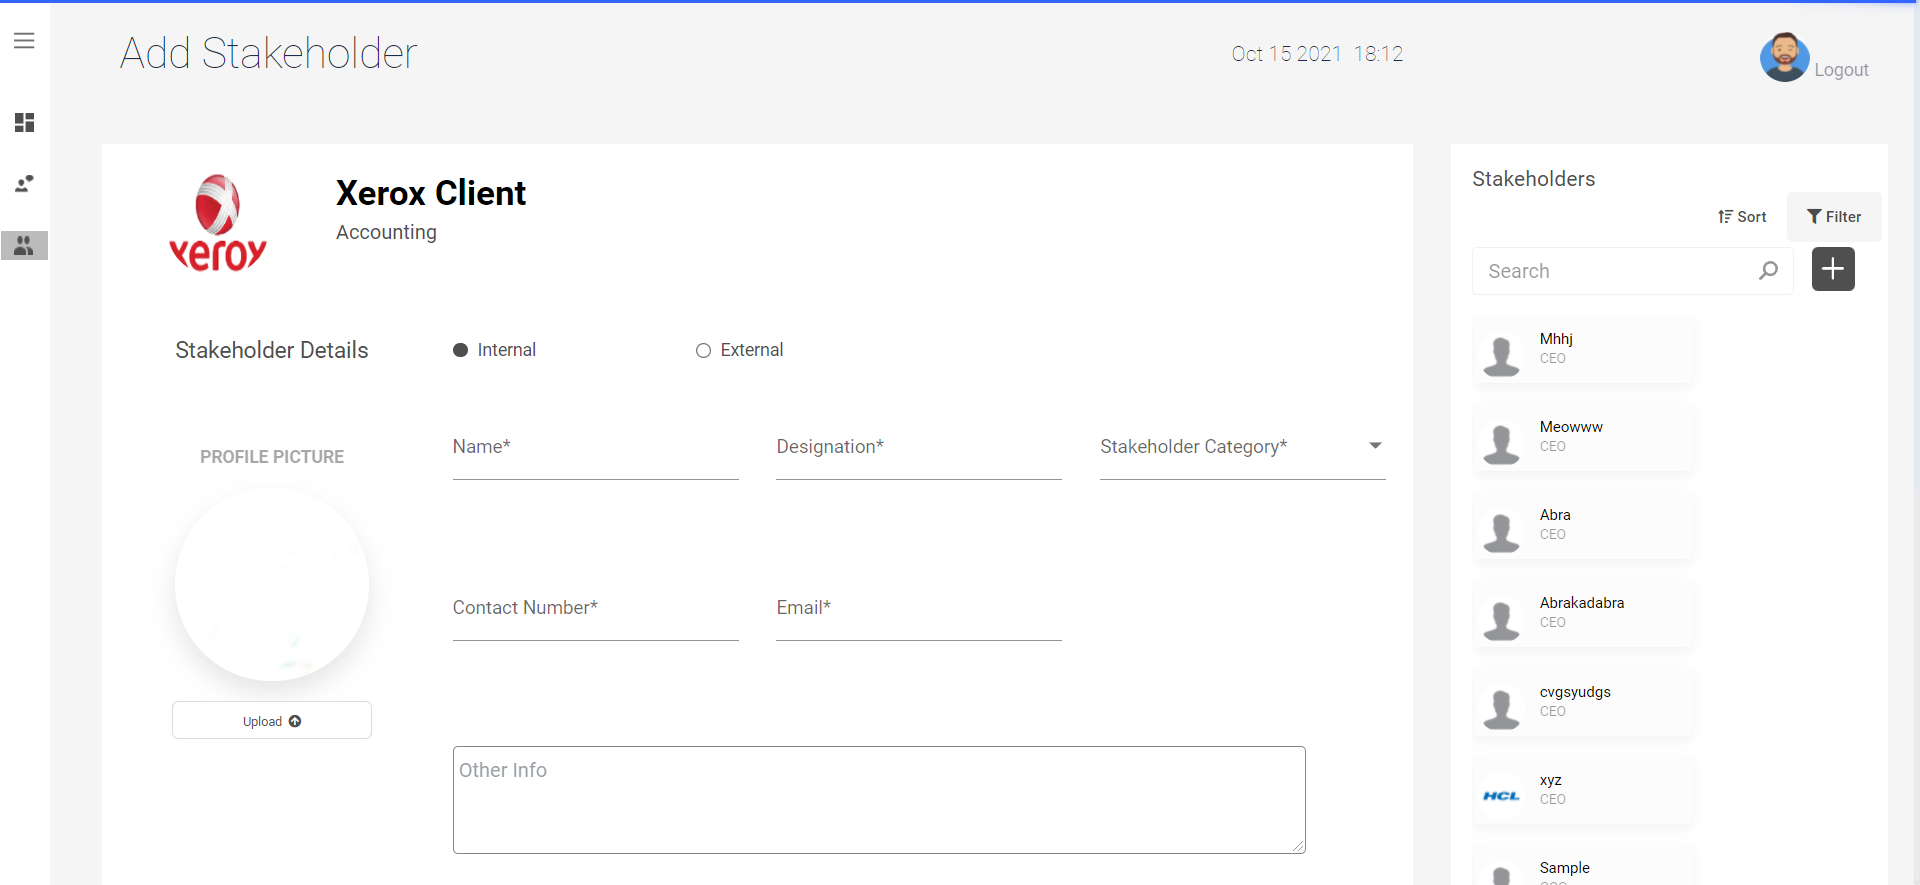 Add Stakeholder
Oct 15 2021 18:12
Logout
xerox
Xerox Client
Accounting
Stakeholder Details
Internal
External
PROFILE PICTURE
Name*
Designation*
Stakeholder Category*
Contact Number*
Email*
Upload
Other Info
Stakeholders
Sort
Filter
Search
Mhhj
CEO
Meowww
CEO
Abra
CEO
Abrakadabra
CEO
cvgsyudgs
CEO
HCL
xyz
CEO
Sample